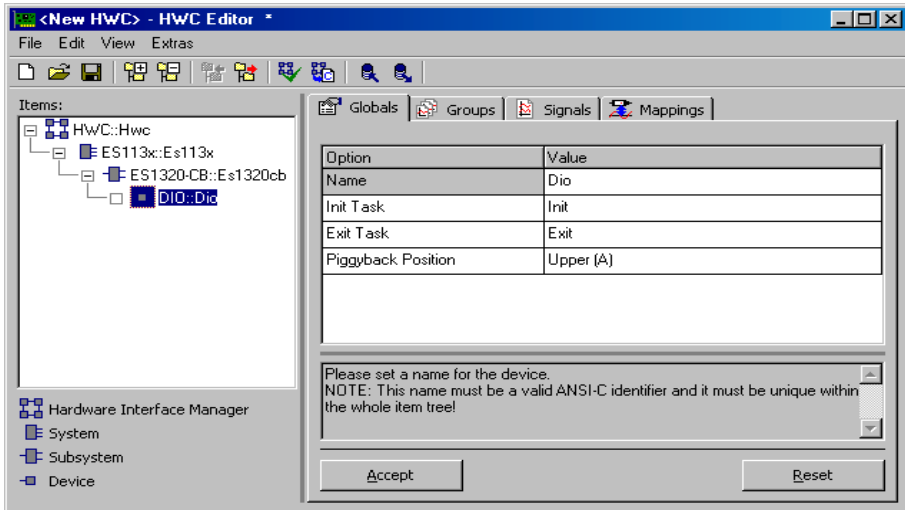 <New HWC> - HWC Editor *
File Edit View Extras
Items:
HWC::Hwc
ES113x::Es113x
ES1320-CB::Es1320cb
DIO::Dio
Hardware Interface Manager
System
Subsystem
Device
Globals Groups Signals Mappings
Option Value
Name Dio
Init Task Init
Exit Task Exit
Piggyback Position Upper (A)
Please set a name for the device.
NOTE: This name must be a valid ANSI-C identifier and it must be unique within
the whole item tree!
Accept Reset